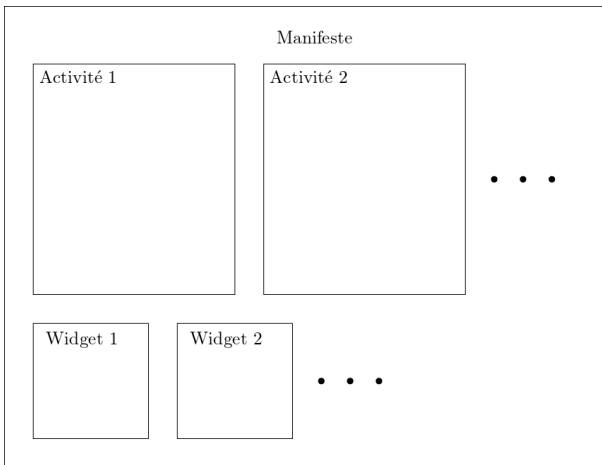 Manifeste
Activité 1
Activité 2
Widget 1
Widget 2